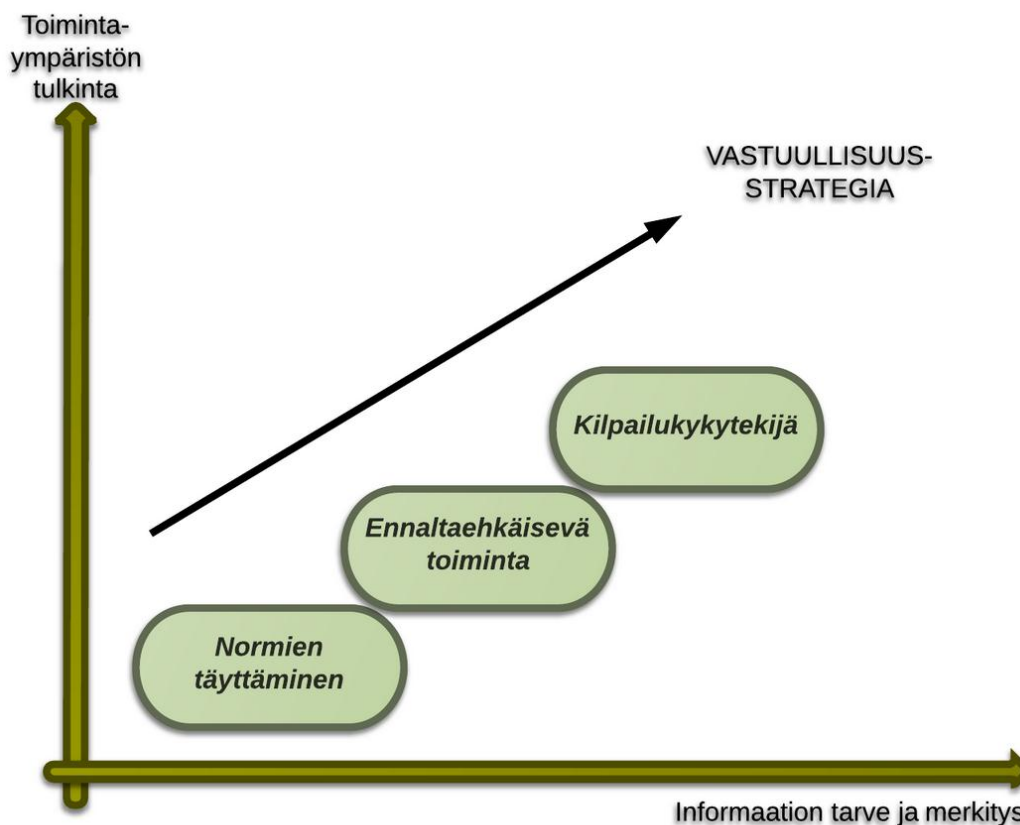 Toiminta-
ympäristön
tulkinta
VASTUULLISUUS-
STRATEGIA
Kilpailukykytekijä
Ennaltaehkäisevä
toiminta
Normien
täyttäminen
Informaation tarve ja merkitys